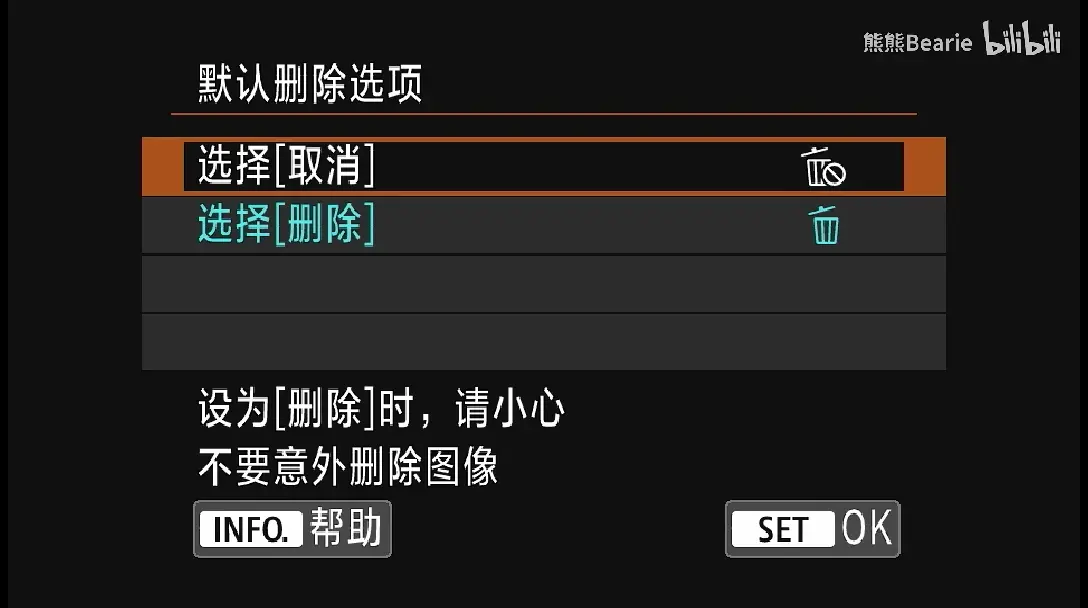 熊熊Bearie bilibili
默认删除选项
选择[取消]
选择[删除]
设为[删除]时，请小心
不要意外删除图像
INFO. 帮助
SET OK